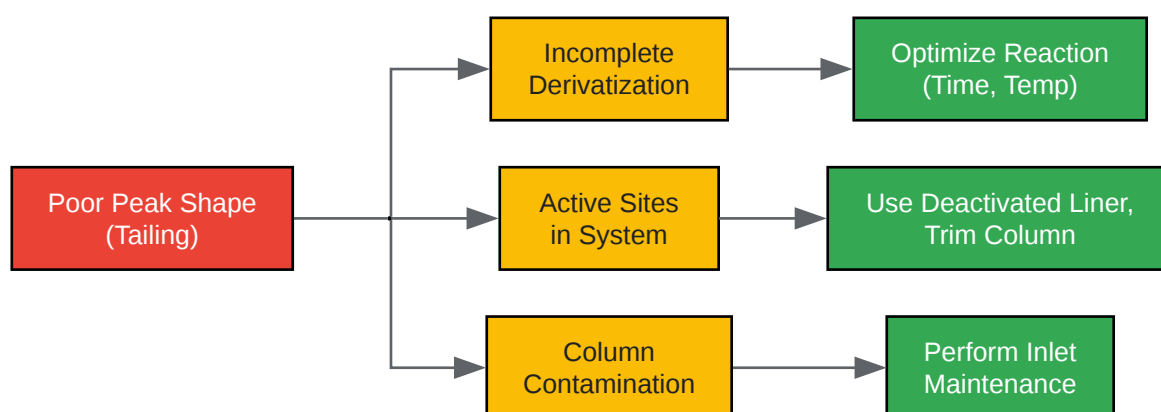 Poor Peak Shape
(Tailing)
Incomplete
Derivatization
Optimize Reaction
(Time, Temp)
Active Sites
in System
Use Deactivated Liner,
Trim Column
Column
Contamination
Perform Inlet
Maintenance